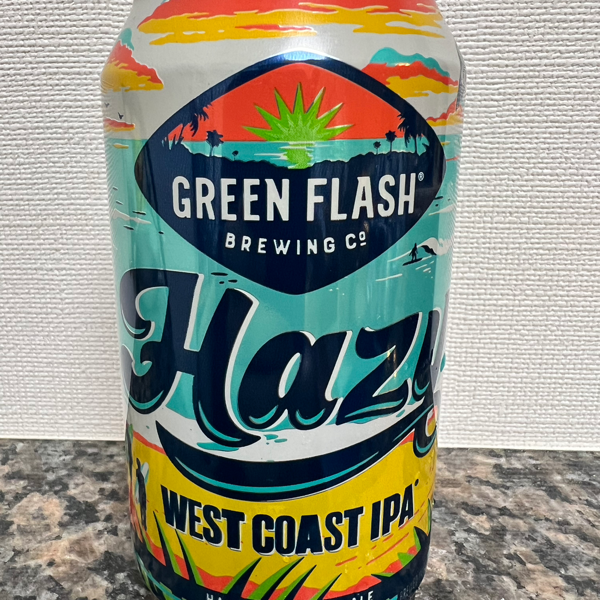 GREEN FLASH®
BREWING CO
Hazy
WEST COAST IPA